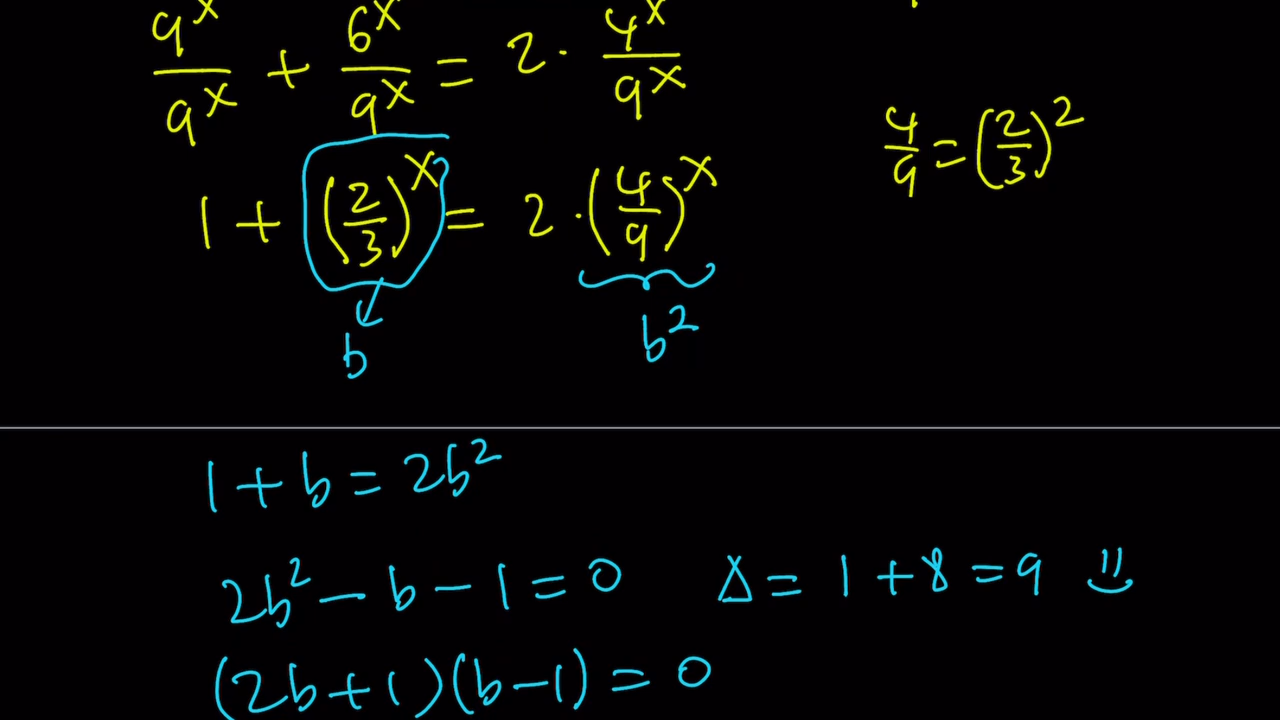 9^x/9^x + 6^x/9^x = 2 · 4^x/9^x
4/9 = (2/3)^2
1 + (2/3)^x = 2 · (4/9)^x
b
b^2
1 + b = 2b^2
2b^2 - b - 1 = 0
Δ = 1 + 8 = 9
(2b + 1)(b - 1) = 0